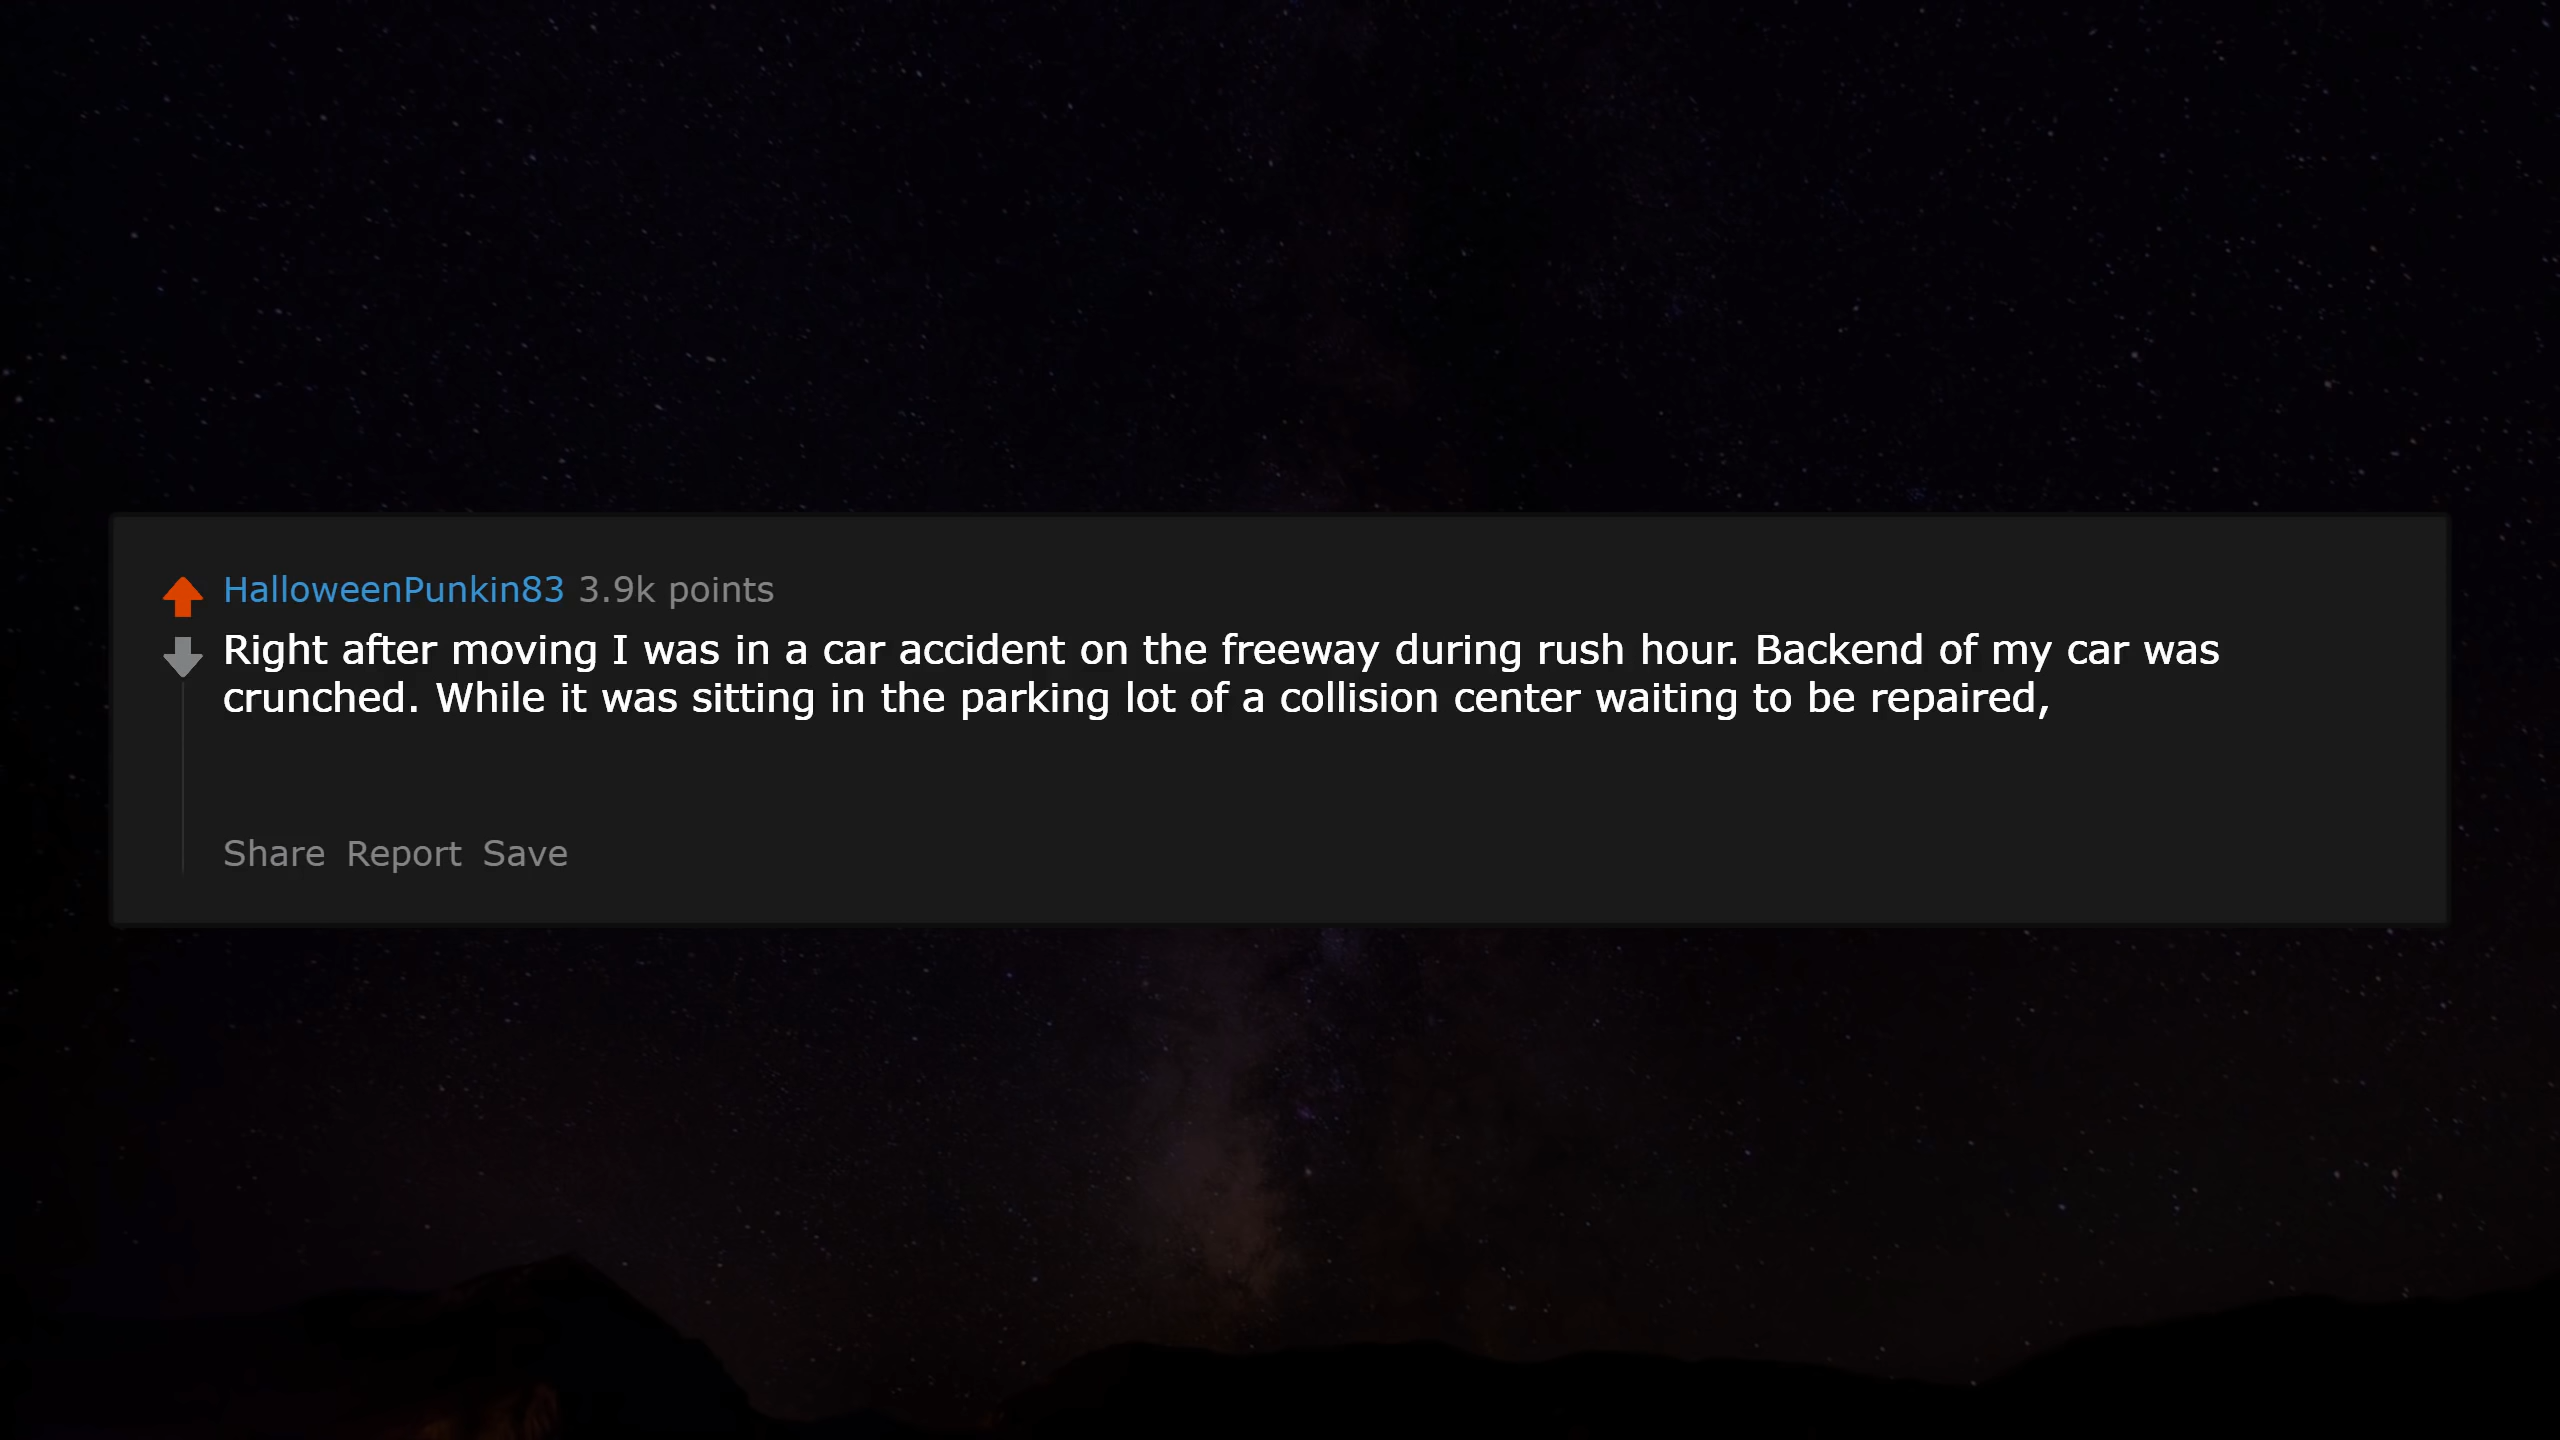 HalloweenPunkin83 3.9k points
Right after moving I was in a car accident on the freeway during rush hour. Backend of my car was
crunched. While it was sitting in the parking lot of a collision center waiting to be repaired,
Share Report Save